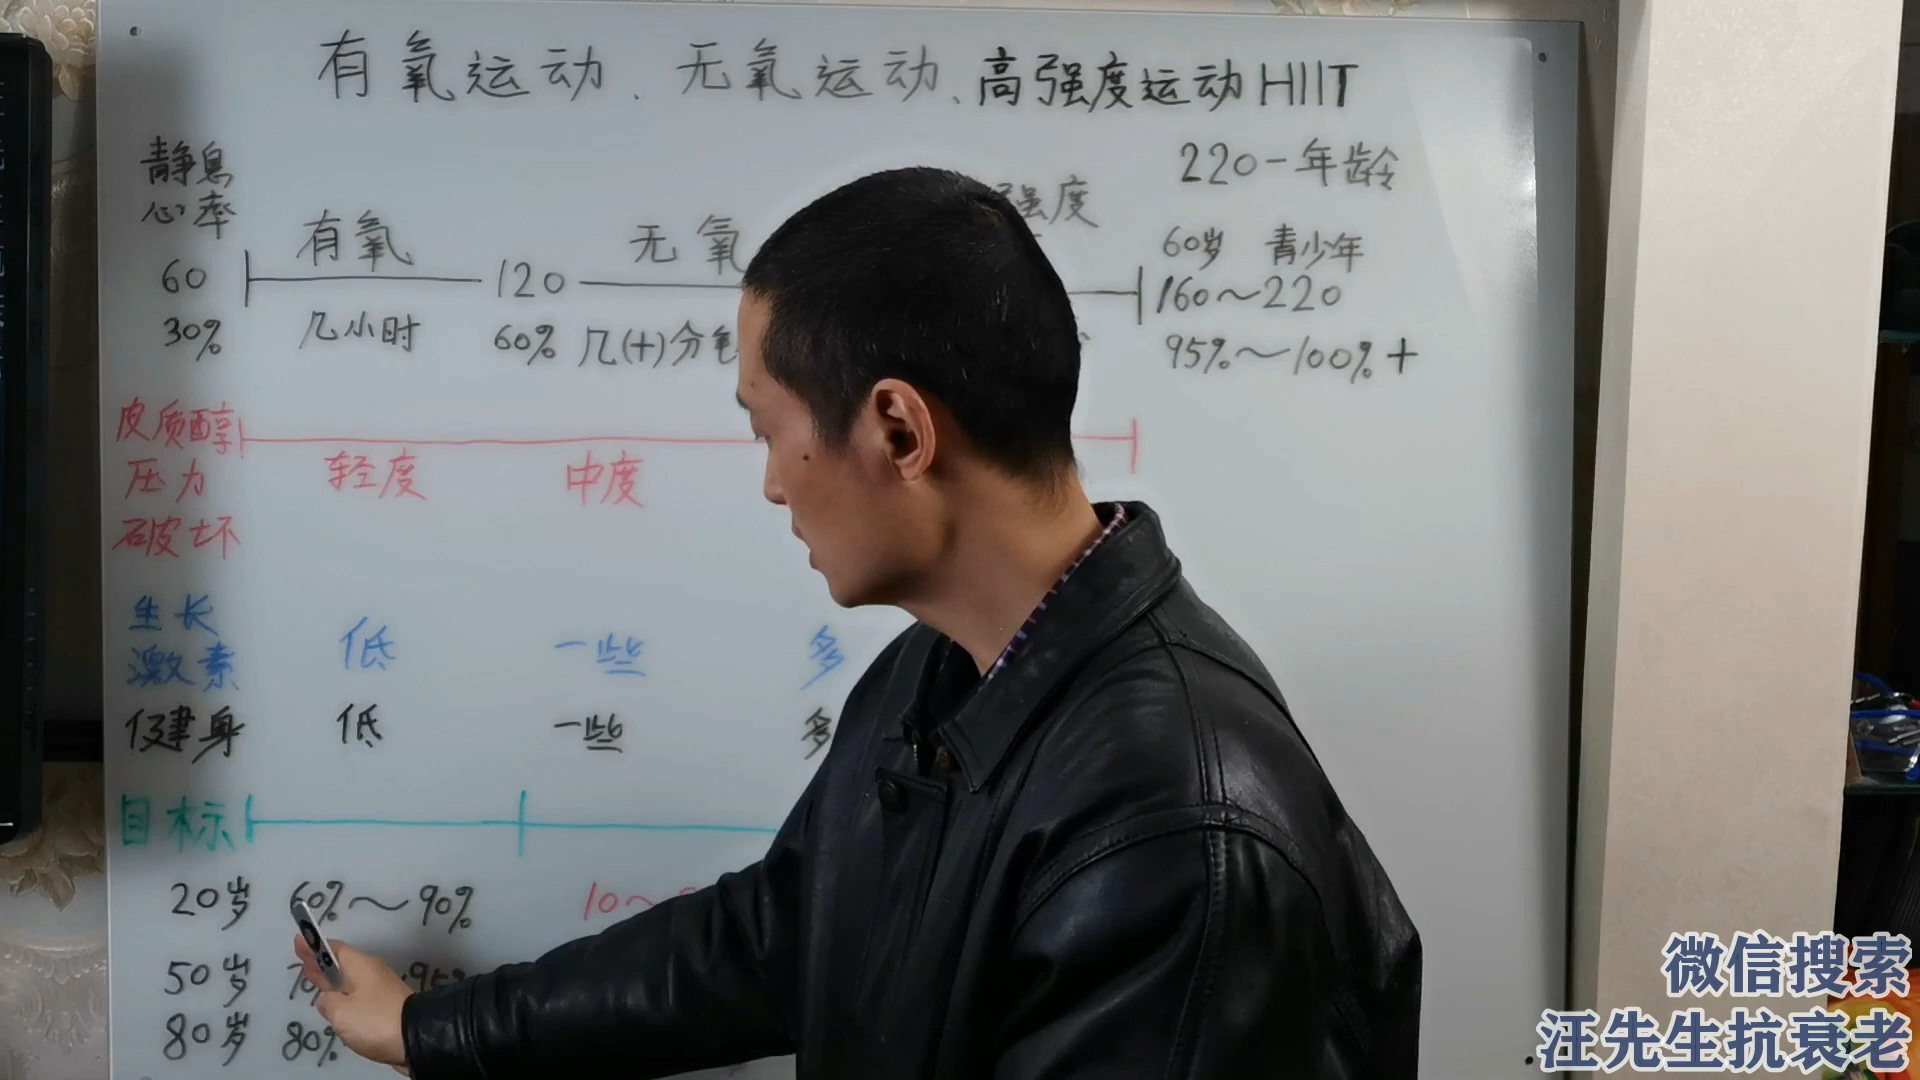 有氧运动、无氧运动、高强度运动HIIT
220-年龄
静息
心率
有氧
无氧
强度
60岁 青少年
60
120
160~220
30%
几小时
60%
几(十)分
95%~100%+
皮质醇
压力
破坏
轻度
中度
生长
激素
低
一些
多
健身
低
一些
多
目标
20岁 60%~90%
10~
50岁
80岁 80%
微信搜索
汪先生抗衰老